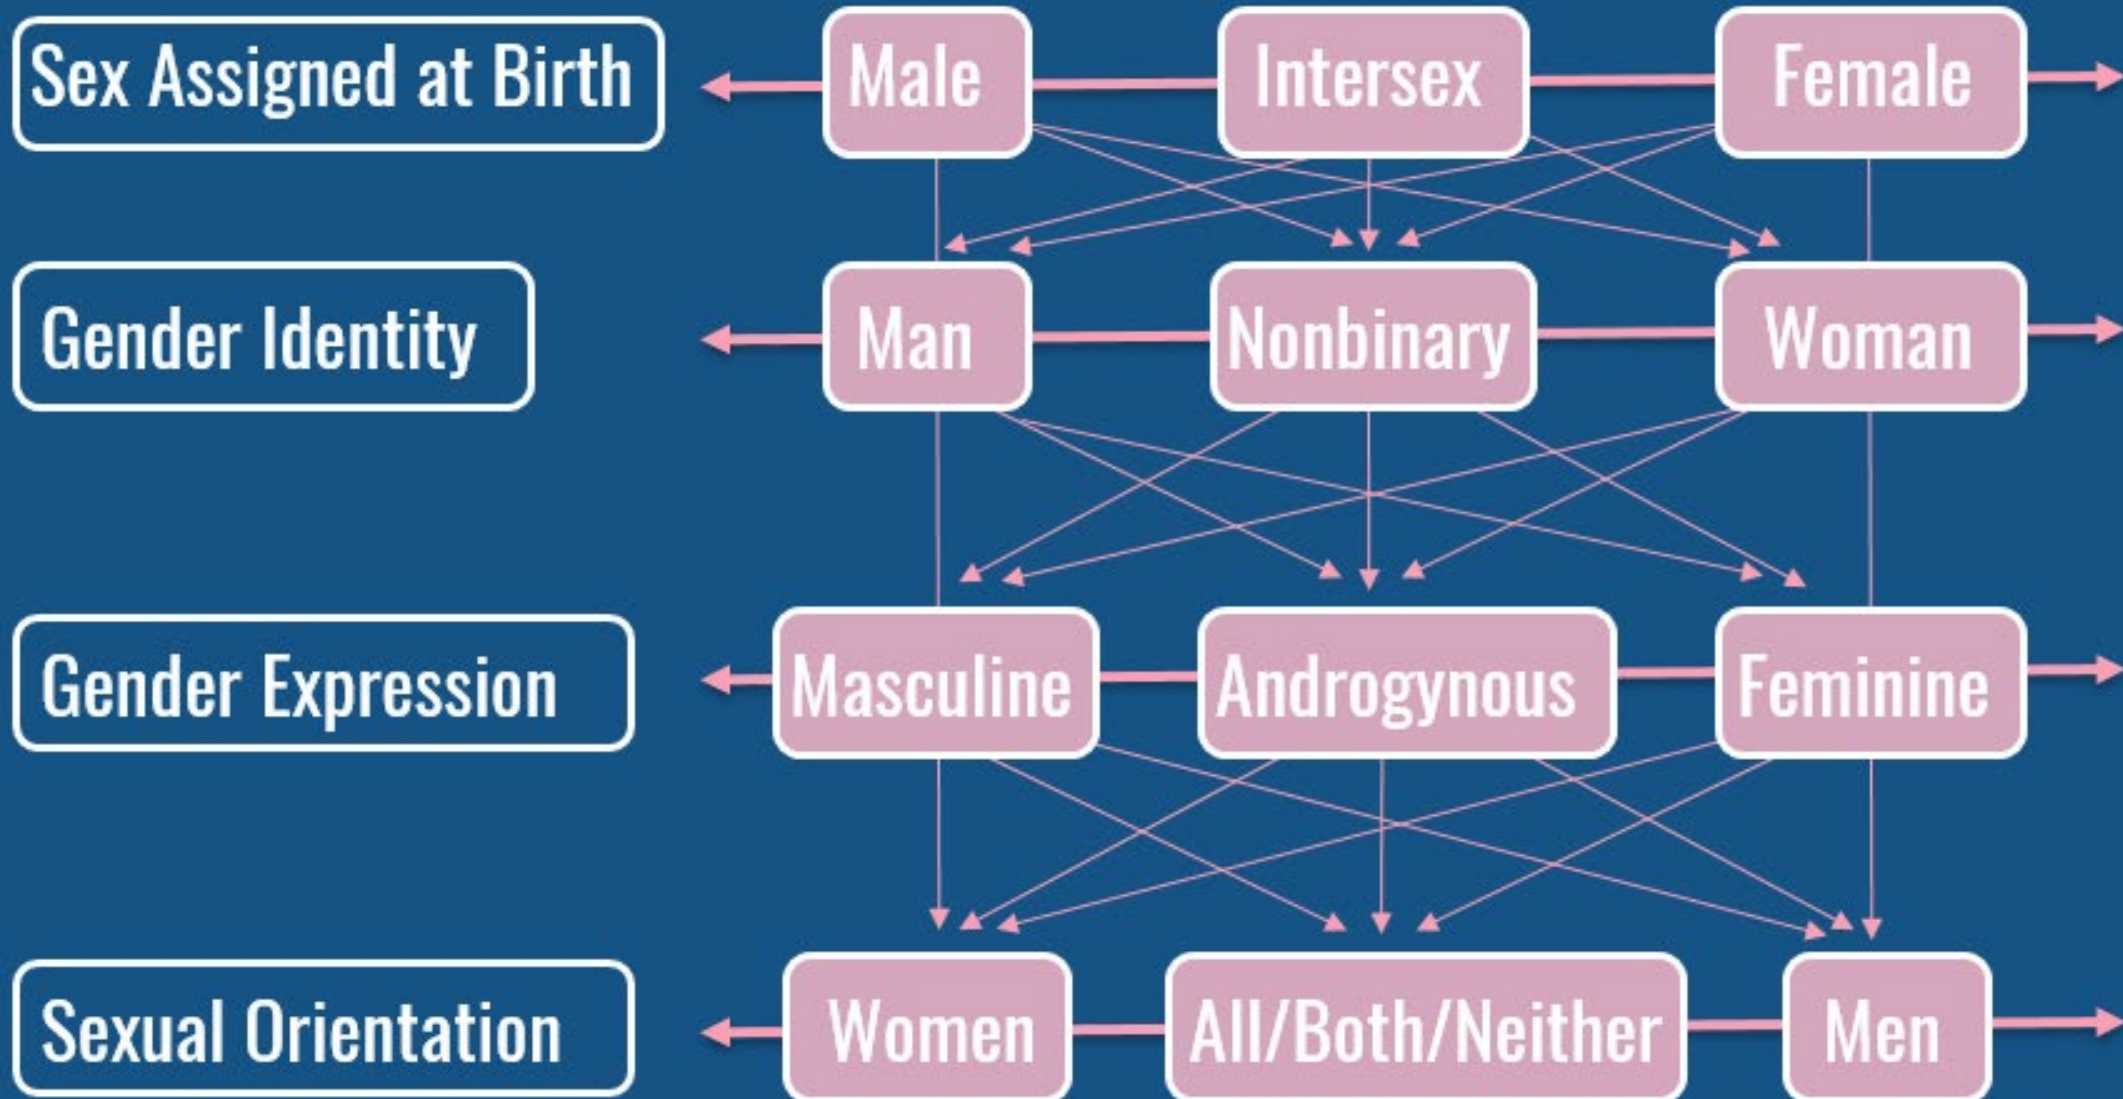 Sex Assigned at Birth
Male
Intersex
Female
Gender Identity
Man
Nonbinary
Woman
Gender Expression
Masculine
Androgynous
Feminine
Sexual Orientation
Women
All/Both/Neither
Men